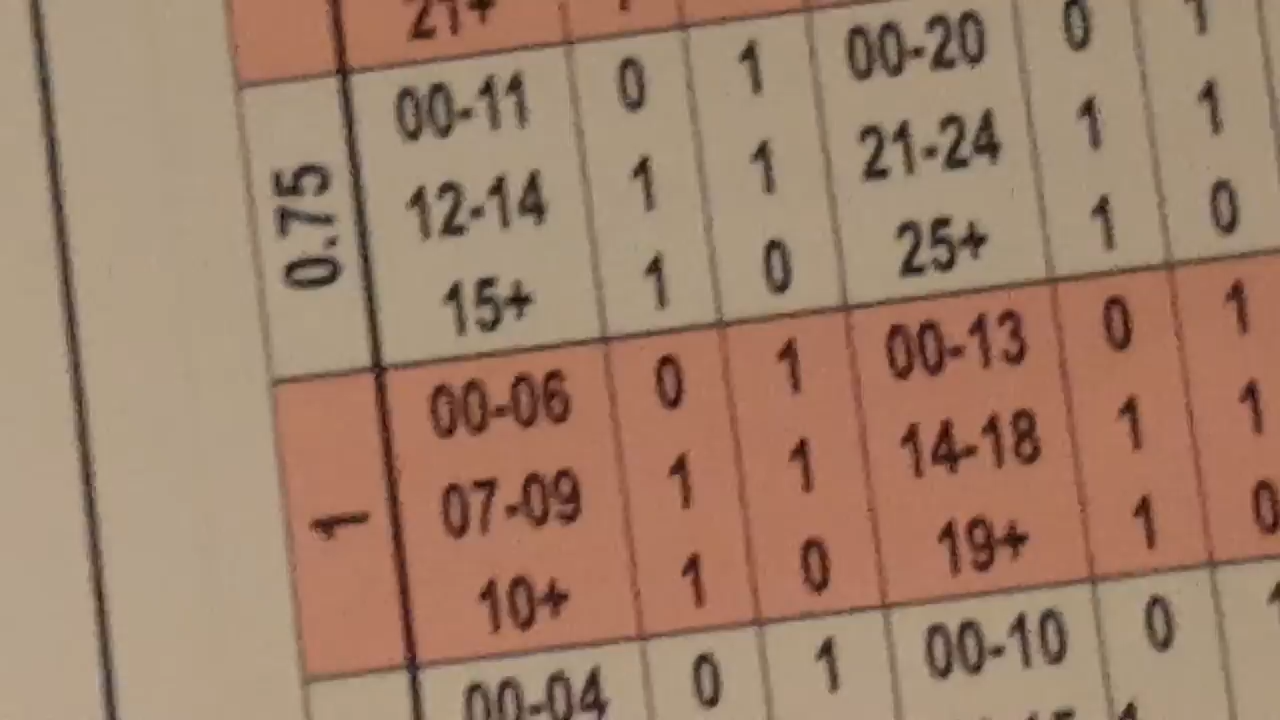 21+
0.75
00-11 0 1 00-20 0 1
12-14 1 1 21-24 1 1
15+ 1 0 25+ 1 0
1
00-06 0 1 00-13 0 1
07-09 1 1 14-18 1 1
10+ 1 0 19+ 1 0
00-04 0 1 00-10 0